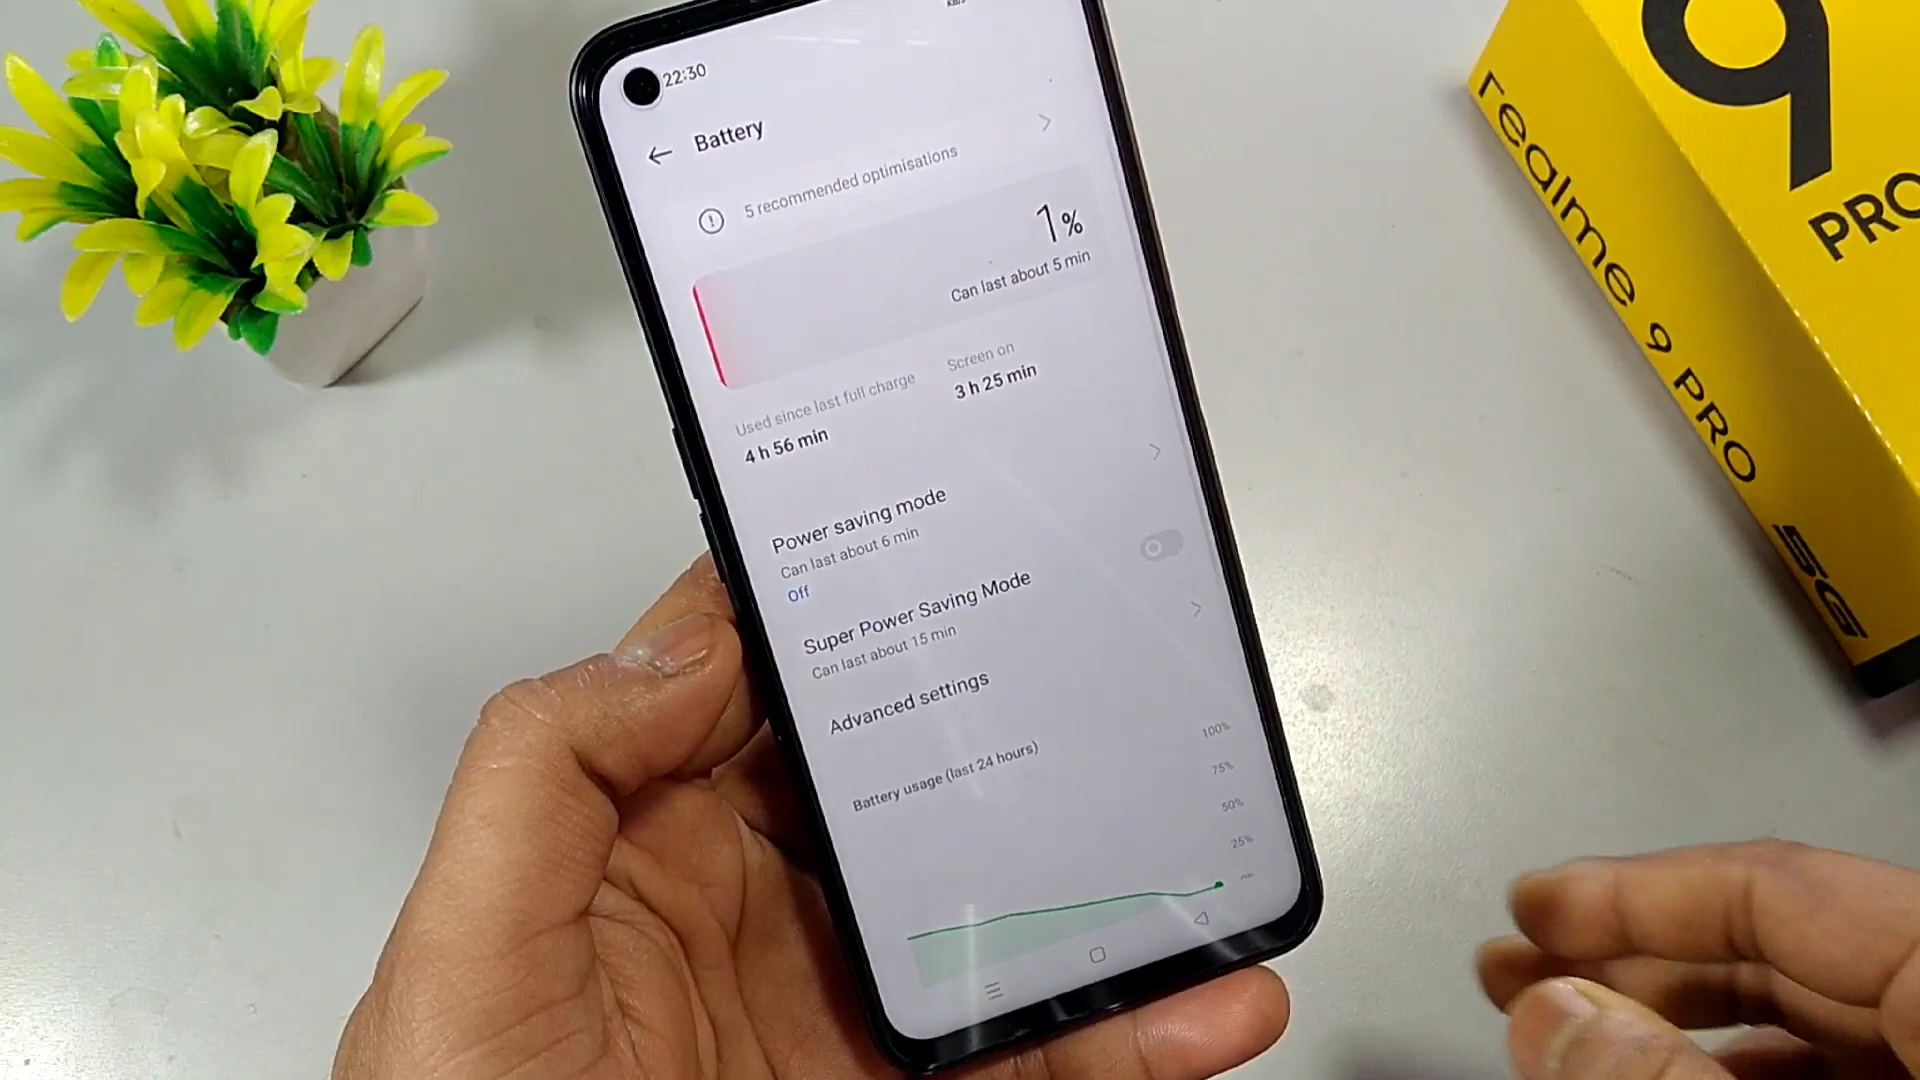 KB/S
22:30
Battery
5 recommended optimisations
1%
Can last about 5 min
Used since last full charge
4 h 56 min
Screen on
3 h 25 min
Power saving mode
Can last about 6 min
Off
Super Power Saving Mode
Can last about 15 min
Advanced settings
Battery usage (last 24 hours)
100%
75%
50%
25%
9
PRO
realme 9 PRO
5G